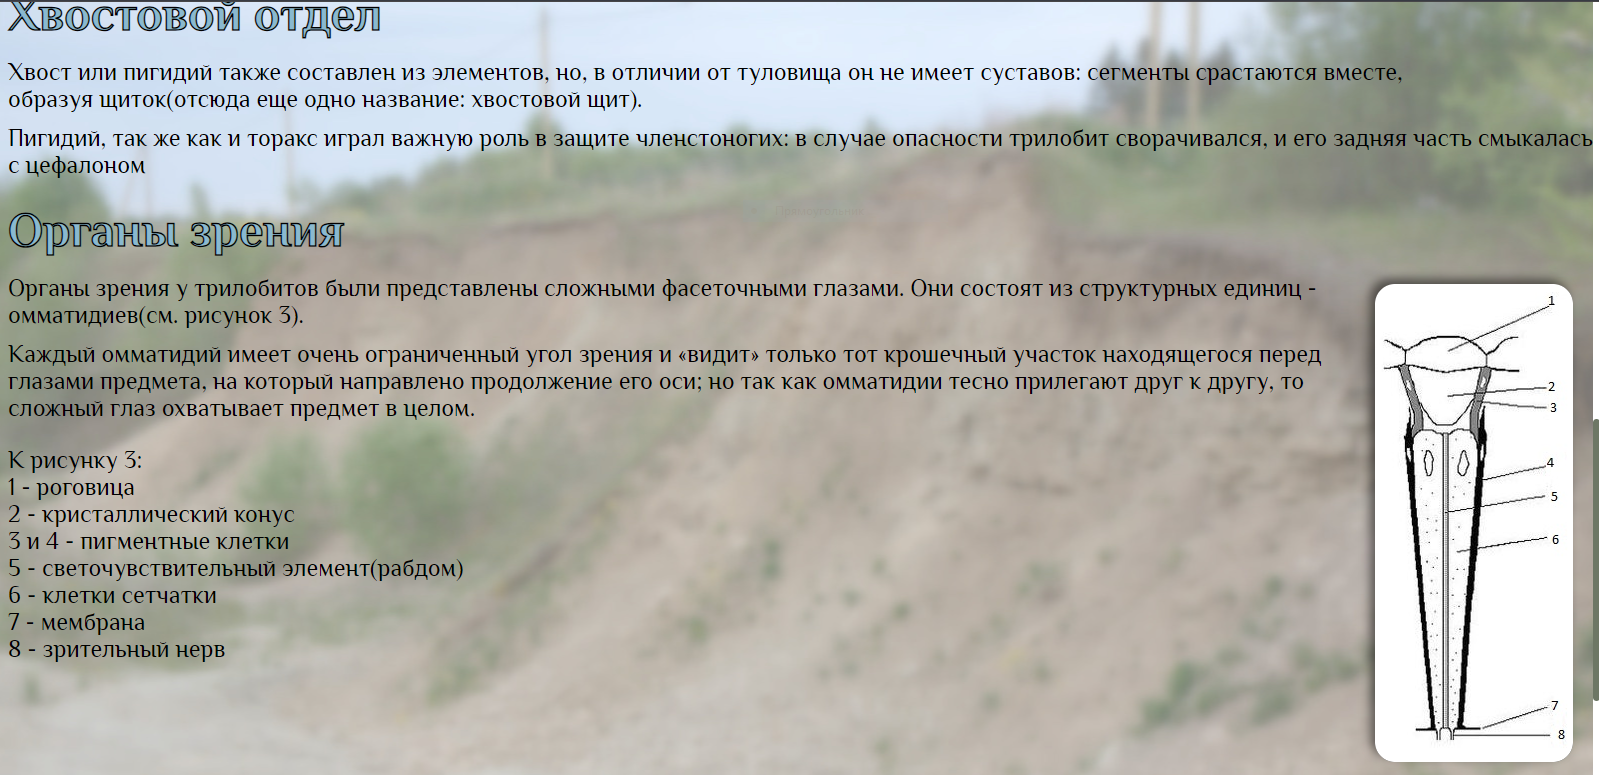 Хвостовой отдел
Хвост или пигидий также составлен из элементов, но, в отличии от туловища он не имеет суставов: сегменты срастаются вместе,
образуя щиток(отсюда еще одно название: хвостовой щит).
Пигидий, так же как и торакс играл важную роль в защите членстоногих: в случае опасности трилобит сворачивался, и его задняя часть смыкалась
с цефалоном
Органы зрения
Органы зрения у трилобитов были представлены сложными фасеточными глазами. Они состоят из структурных единиц -
омматидиев(см. рисунок 3).
Каждый омматидий имеет очень ограниченный угол зрения и «видит» только тот крошечный участок находящегося перед
глазами предмета, на который направлено продолжение его оси; но так как омматидии тесно прилегают друг к другу, то
сложный глаз охватывает предмет в целом.
К рисунку 3:
1 - роговица
2 - кристаллический конус
3 и 4 - пигментные клетки
5 - светочувствительный элемент(рабдом)
6 - клетки сетчатки
7 - мембрана
8 - зрительный нерв
1
2
3
4
5
6
7
8